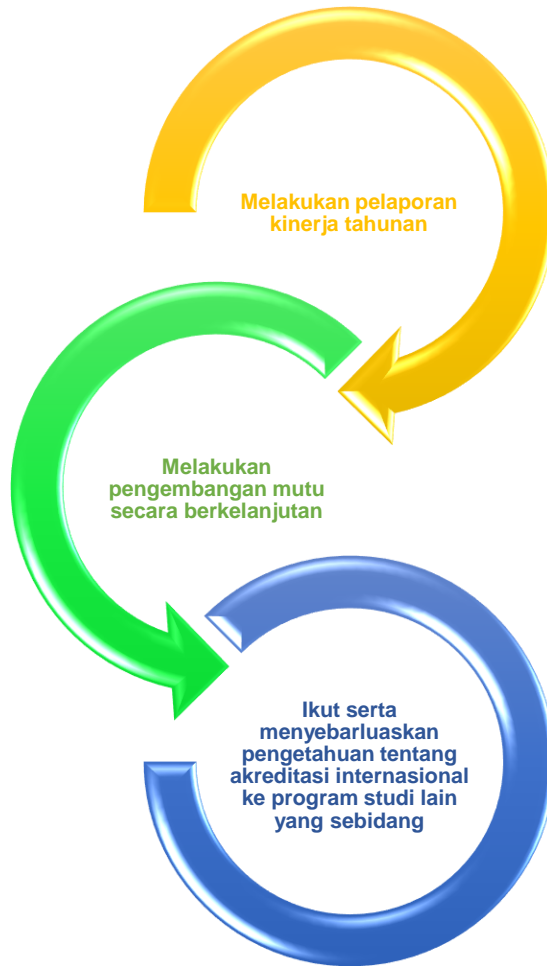 Melakukan pelaporan
kinerja tahunan
Melakukan
pengembangan mutu
secara berkelanjutan
Ikut serta
menyebarluaskan
pengetahuan tentang
akreditasi internasional
ke program studi lain
yang sebidang